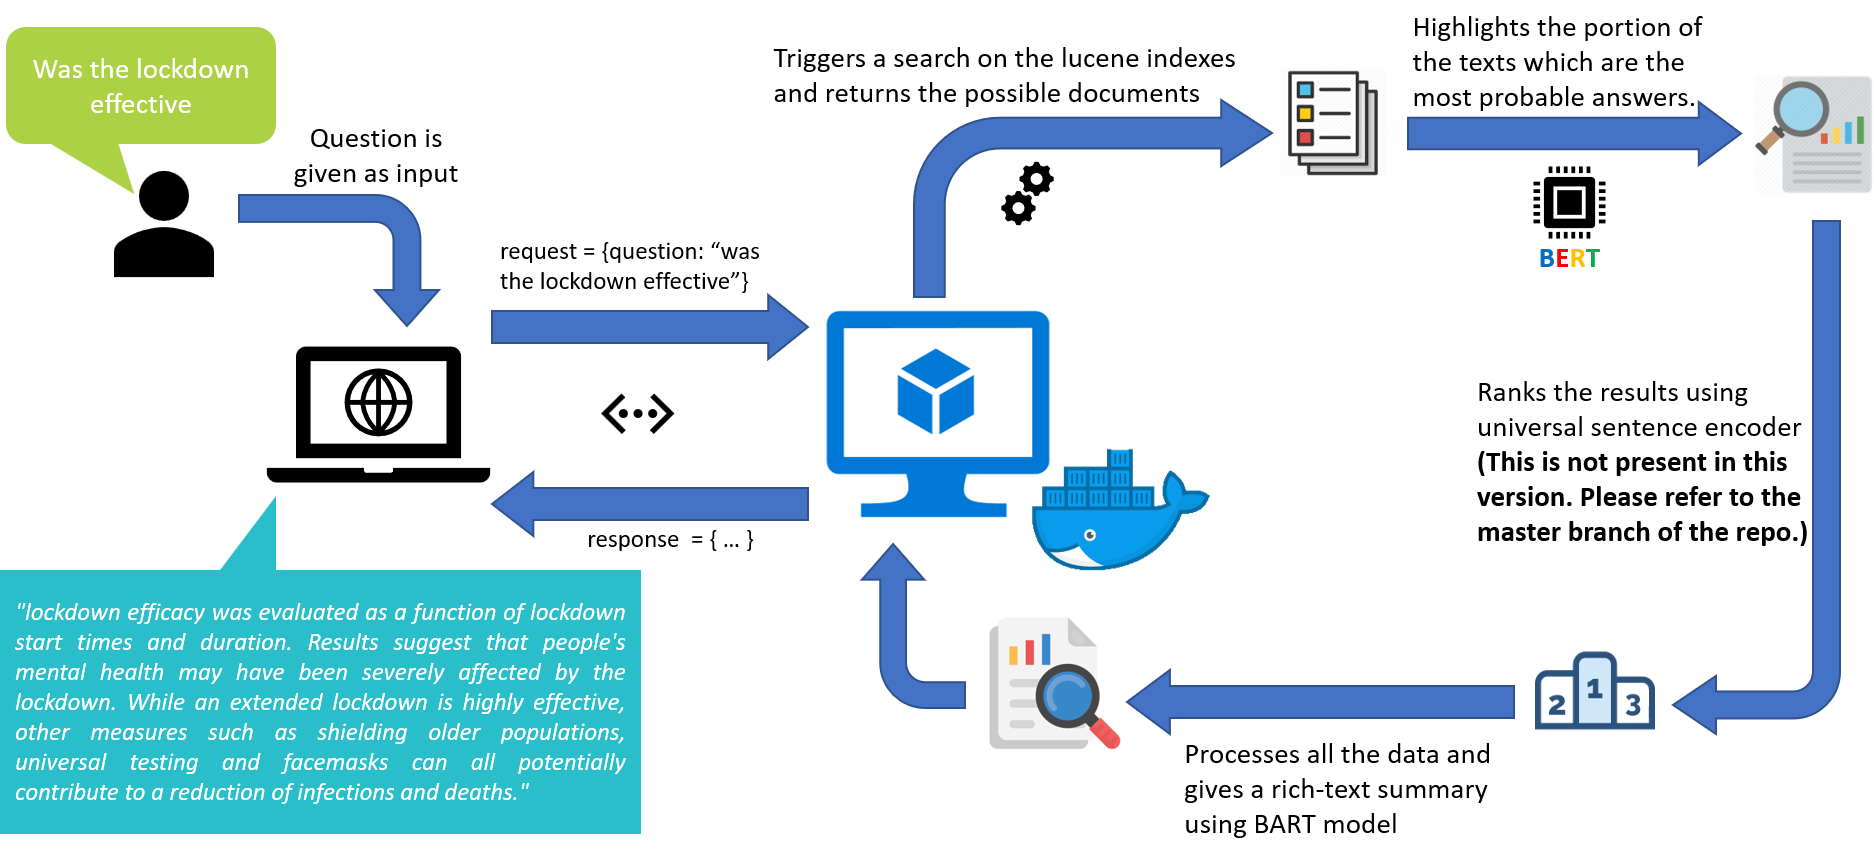 Was the lockdown
effective
Question is
given as input
request = {question: “was
the lockdown effective”}
response  = { ... }
Triggers a search on the lucene indexes
and returns the possible documents
Highlights the portion of
the texts which are the
most probable answers.
BERT
Ranks the results using
universal sentence encoder
(This is not present in this
version. Please refer to the
master branch of the repo.)
2 1 3
Processes all the data and
gives a rich-text summary
using BART model
"lockdown efficacy was evaluated as a function of lockdown
start times and duration. Results suggest that people's
mental health may have been severely affected by the
lockdown. While an extended lockdown is highly effective,
other measures such as shielding older populations,
universal testing and facemasks can all potentially
contribute to a reduction of infections and deaths."